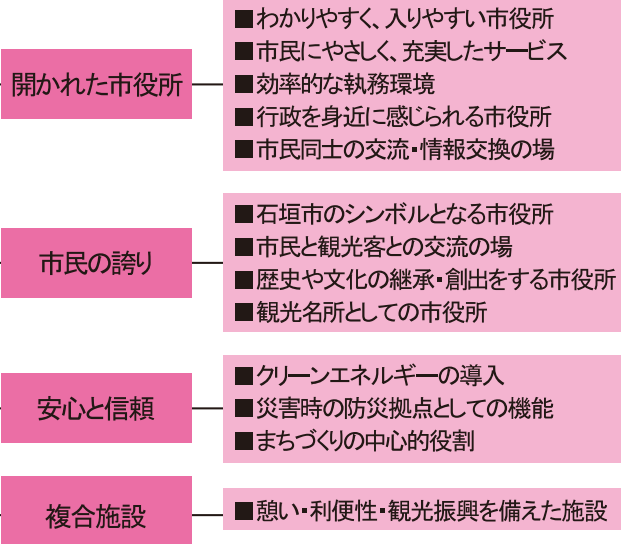 開かれた市役所
■わかりやすく、入りやすい市役所
■市民にやさしく、充実したサービス
■効率的な執務環境
■行政を身近に感じられる市役所
■市民同士の交流・情報交換の場
市民の誇り
■石垣市のシンボルとなる市役所
■市民と観光客との交流の場
■歴史や文化の継承・創出をする市役所
■観光名所としての市役所
安心と信頼
■クリーンエネルギーの導入
■災害時の防災拠点としての機能
■まちづくりの中心的役割
複合施設
■憩い・利便性・観光振興を備えた施設